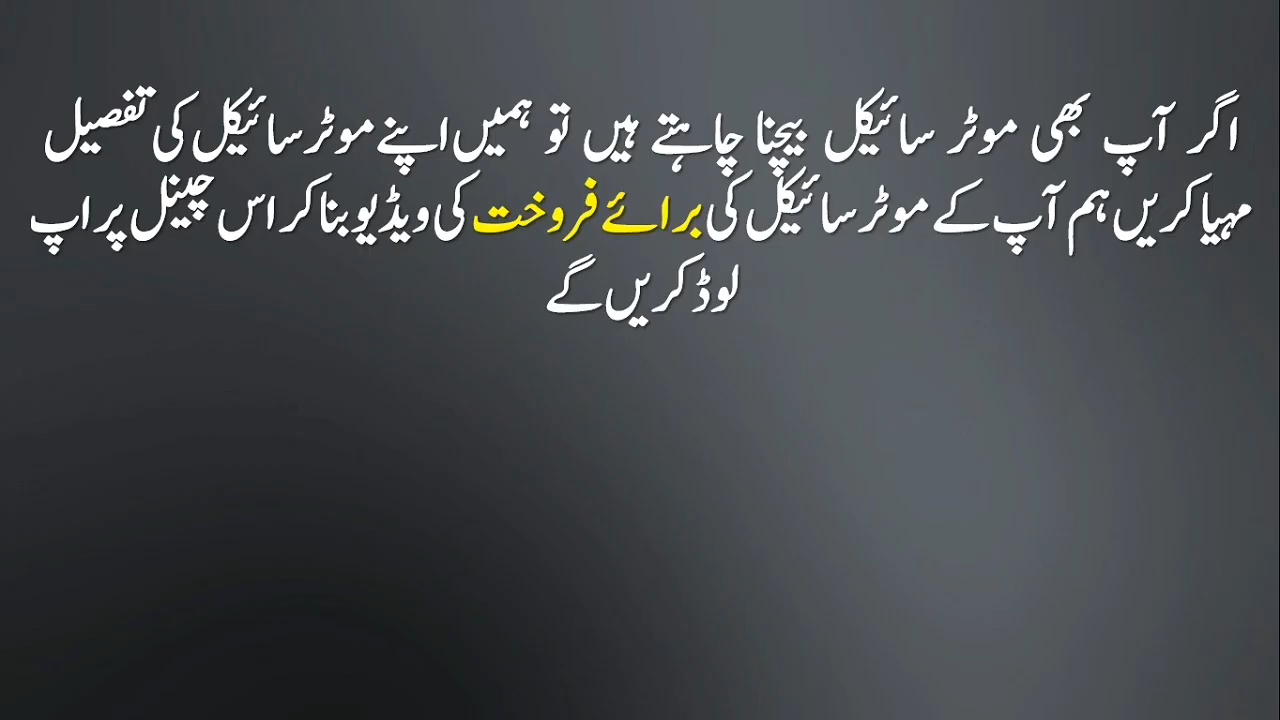 اگر آپ بھی موٹر سائیکل بیچنا چاہتے ہیں تو ہمیں اپنے موٹر سائیکل کی تفصیل
مہیا کریں ہم آپ کے موٹر سائیکل کی برائے فروخت کی ویڈیو بنا کر اس چینل پر اپ
لوڈ کریں گے